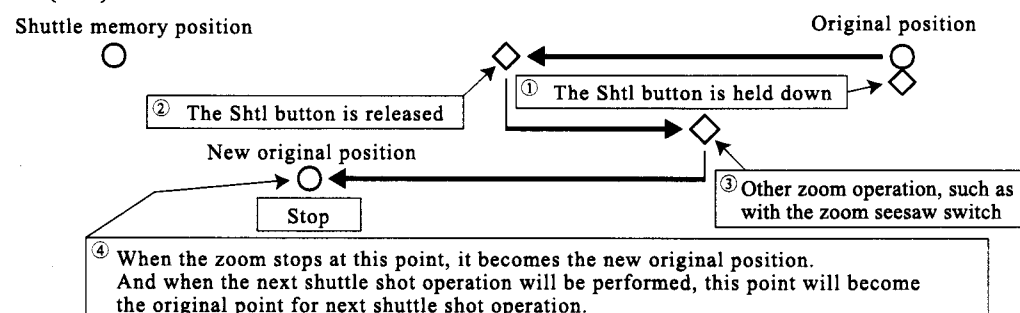 Shuttle memory position
Original position
① The Shtl button is held down
② The Shtl button is released
New original position
③ Other zoom operation, such as
with the zoom seesaw switch
Stop
④ When the zoom stops at this point, it becomes the new original position.
And when the next shuttle shot operation will be performed, this point will become
the original point for next shuttle shot operation.